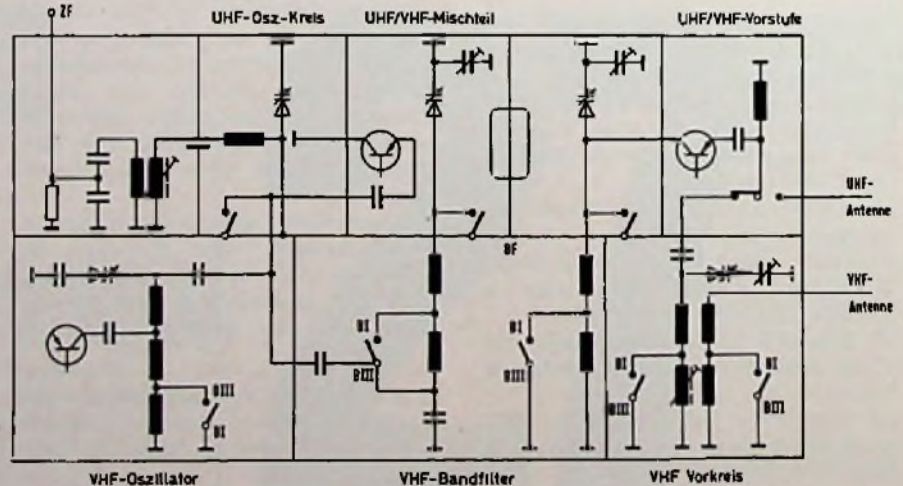 ZF
UHF-Osz-Kreis
UHF/VHF-Mischteil
UHF/VHF-Vorstufe
UHF-
Antenne
BF
VHF-
Antenne
BI
BIII
BI
BIII
BI
BIII
BI
BIII
BIII
BI
VHF-Oszillator
VHF-Bandfilter
VHF Vorkreis